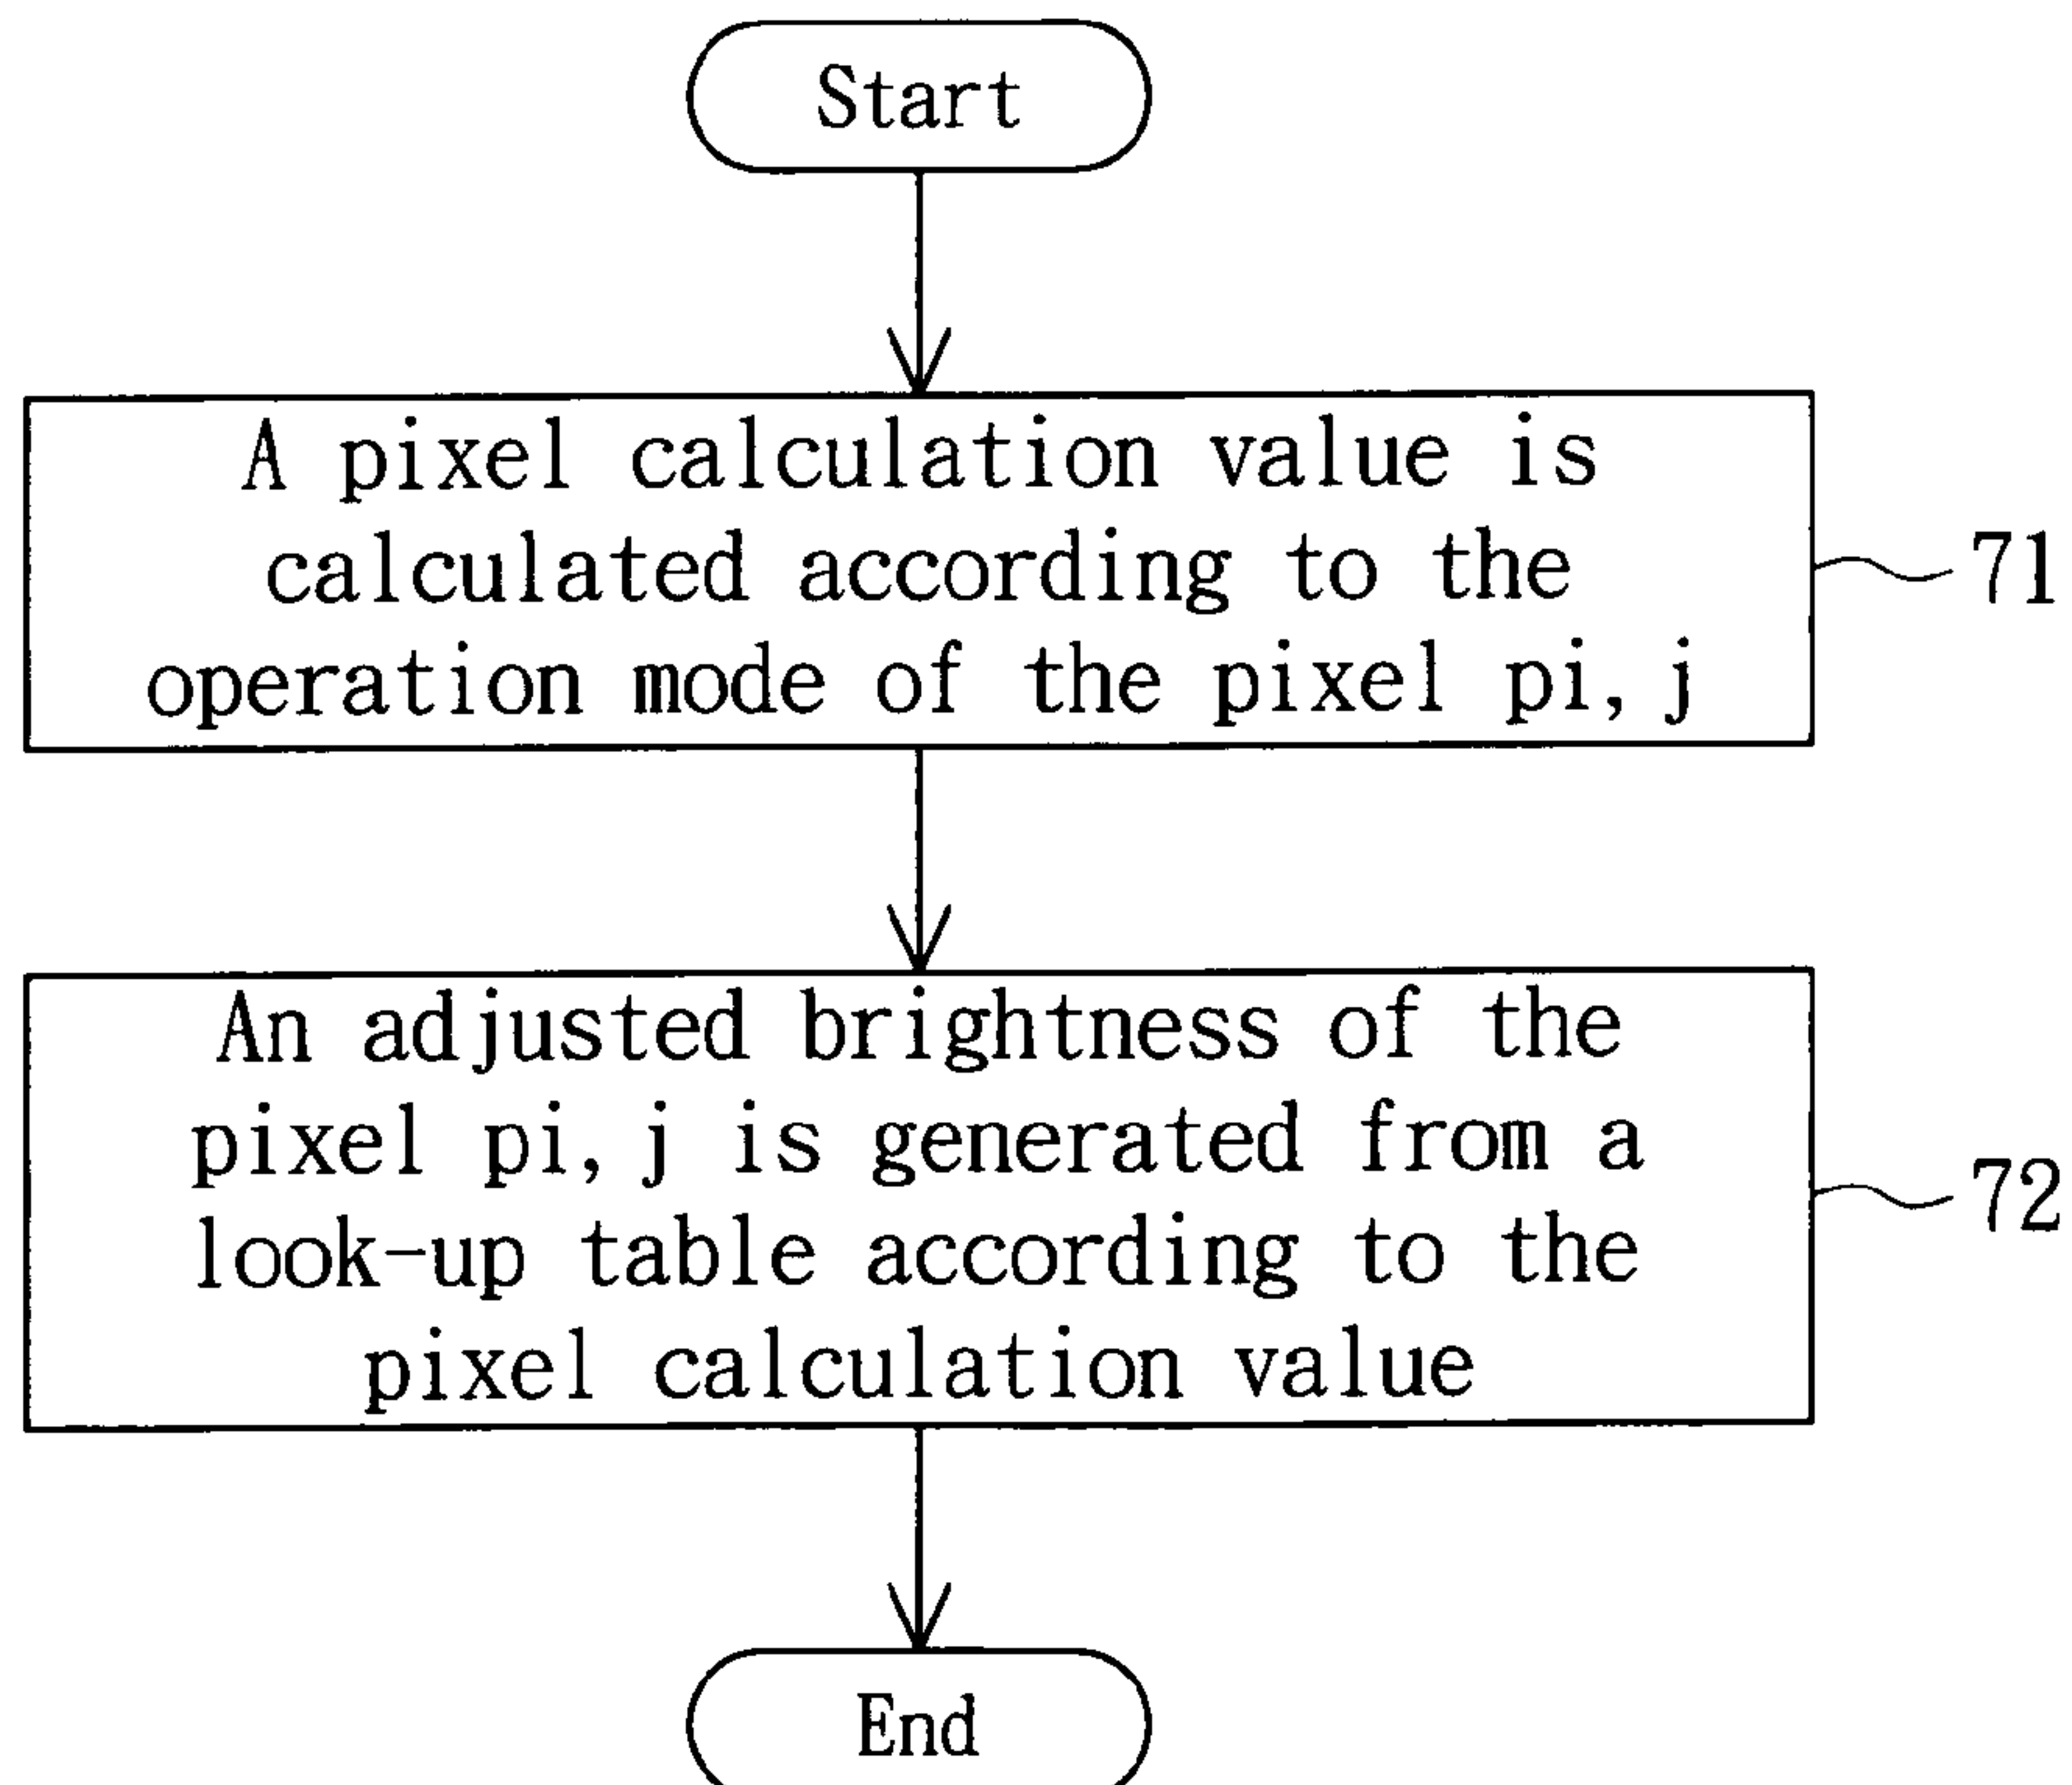 Start
A pixel calculation value is
calculated according to the
operation mode of the pixel pi, j
71
An adjusted brightness of the
pixel pi, j is generated from a
look-up table according to the
pixel calculation value
72
End